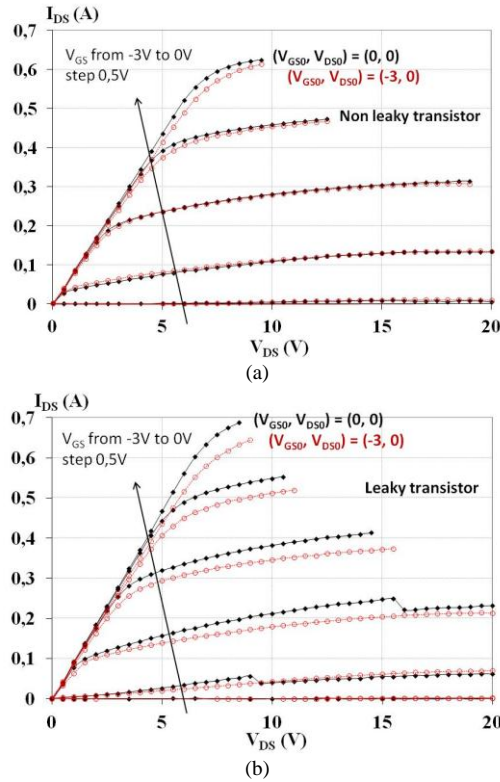 I_DS (A)
0,7
0,6
0,5
0,4
0,3
0,2
0,1
0
V_GS from -3V to 0V
step 0,5V
(V_GS0, V_DS0) = (0, 0)
(V_GS0, V_DS0) = (-3, 0)
Non leaky transistor
0 5 10 15 20
V_DS (V)
(a)
I_DS (A)
0,7
0,6
0,5
0,4
0,3
0,2
0,1
0
V_GS from -3V to 0V
step 0,5V
(V_GS0, V_DS0) = (0, 0)
(V_GS0, V_DS0) = (-3, 0)
Leaky transistor
0 5 10 15 20
V_DS (V)
(b)